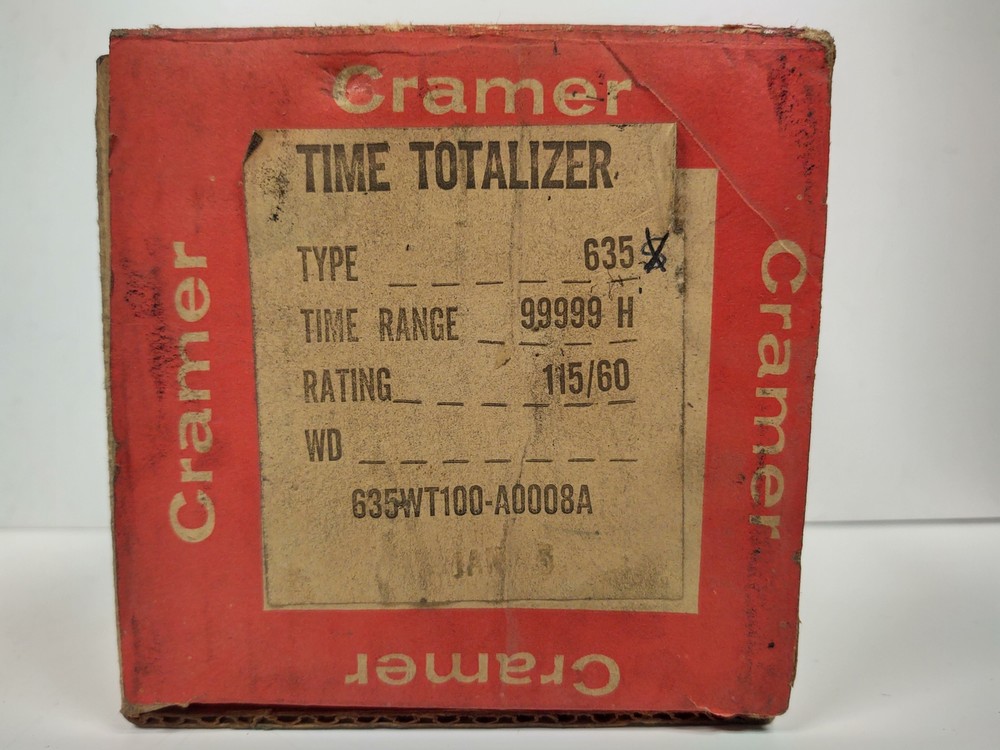 Cramer
TIME TOTALIZER
TYPE _ _ _ _ _ _ 635
TIME RANGE _ _ _ _ 99999 H
RATING _ _ _ _ _ _ 115/60
WD _ _ _ _ _ _ _
635WT100-A0008A
Cramer
Cramer
Cramer